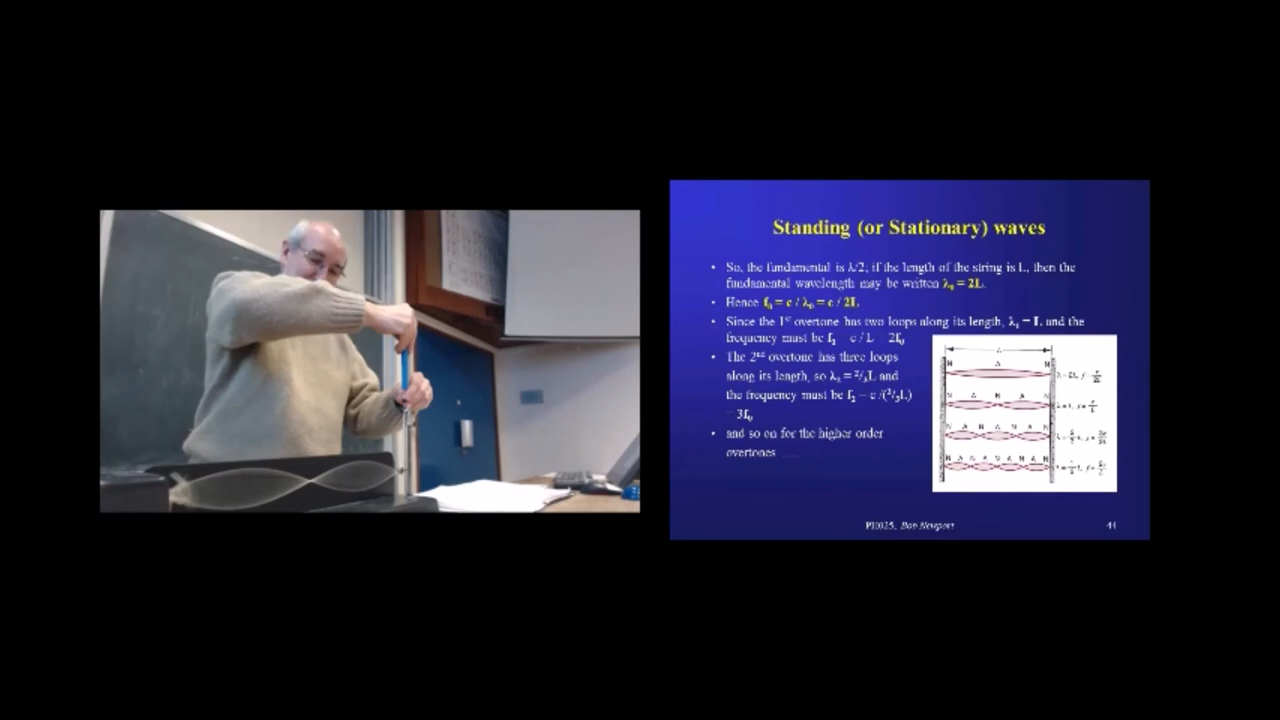 Standing (or Stationary) waves
• So, the fundamental is λ/2; if the length of the string is L, then the
fundamental wavelength may be written λ₀ = 2L.
• Hence f₀ = c / λ₀ = c / 2L
• Since the 1st overtone has two loops along its length, λ₁ = L and the
frequency must be f₁ = c / L = 2f₀
• The 2nd overtone has three loops
along its length, so λ₂ = ²/₃L and
the frequency must be f₂ = c /(²/₃L)
= 3f₀
• and so on for the higher order
overtones ....
N A N
N A N A N
N A N A N A N
N A N A N A N A N
PH025, Bob Newport